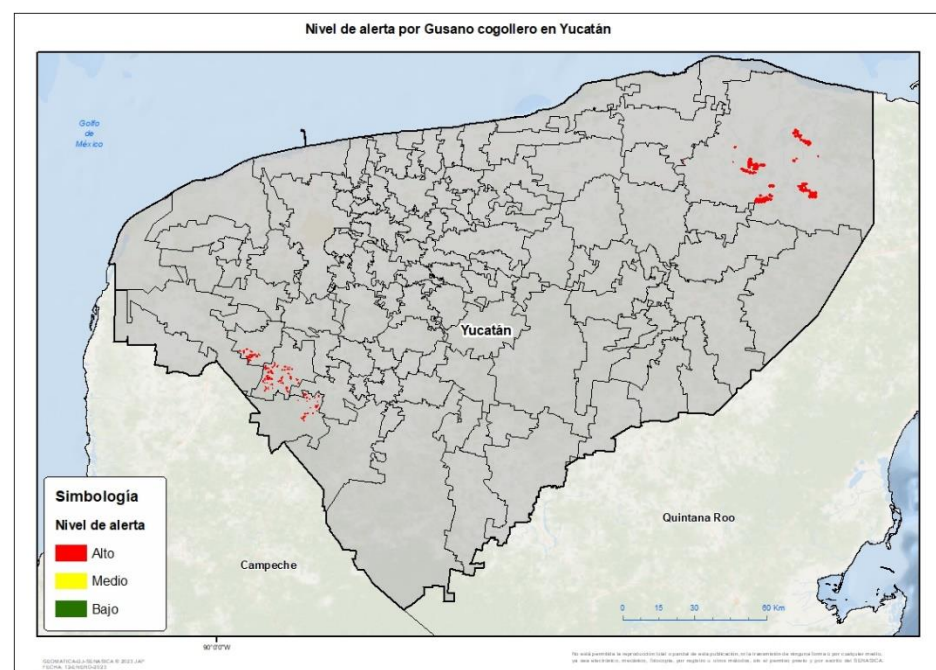 Nivel de alerta por Gusano cogollero en Yucatán
Golfo
de
México
Yucatán
Quintana Roo
Campeche
Simbología
Nivel de alerta
Alto
Medio
Bajo
0 15 30 60 Km
90°0'0"W